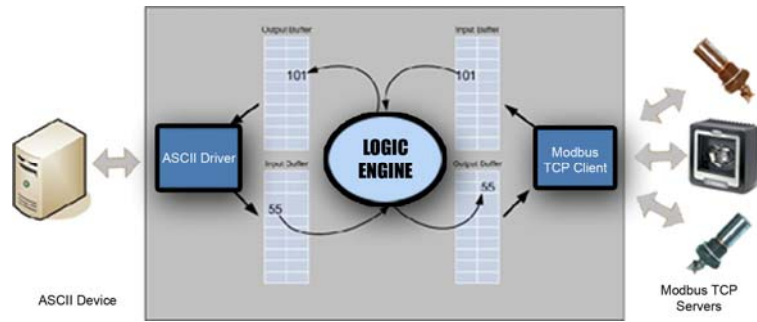 Output Buffer
Input Buffer
101
101
ASCII Driver
LOGIC
ENGINE
Modbus
TCP Client
Input Buffer
Output Buffer
55
55
ASCII Device
Modbus TCP
Servers